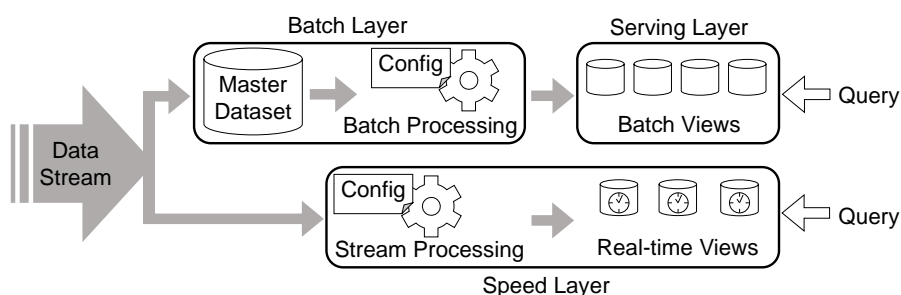 Batch Layer
Serving Layer
Config
Master
Dataset
Batch Processing
Batch Views
Query
Data
Stream
Config
Stream Processing
Real-time Views
Query
Speed Layer